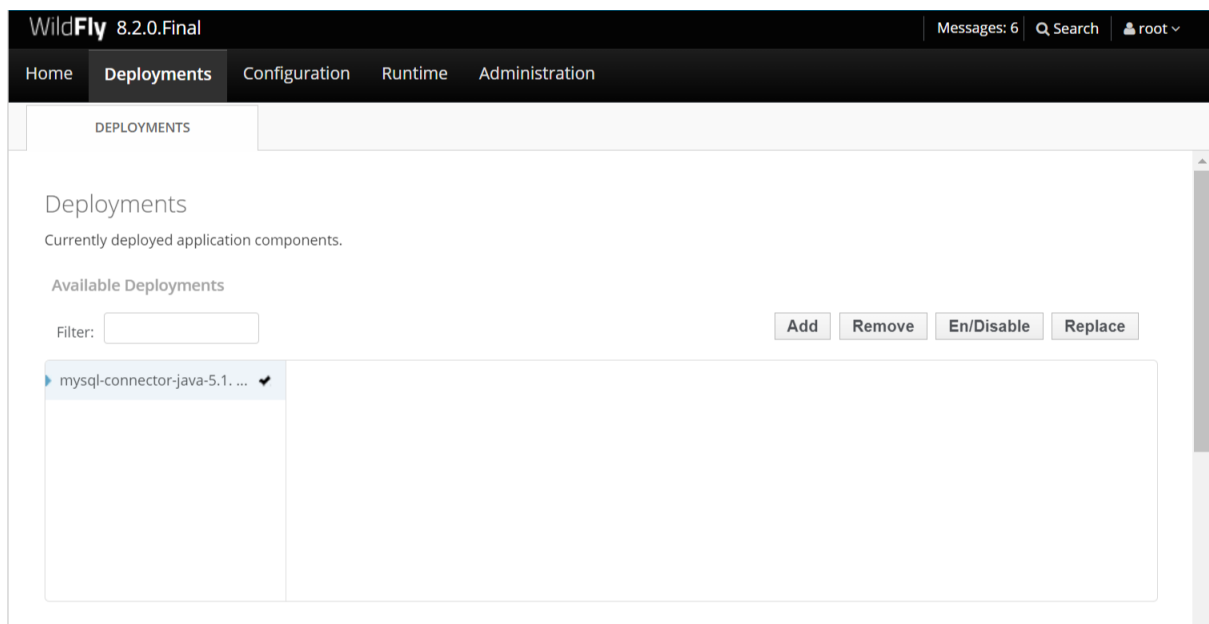 WildFly 8.2.0.Final
Messages: 6 Search root
Home Deployments Configuration Runtime Administration
DEPLOYMENTS
Deployments
Currently deployed application components.
Available Deployments
Filter: Add Remove En/Disable Replace
mysql-connector-java-5.1. ...